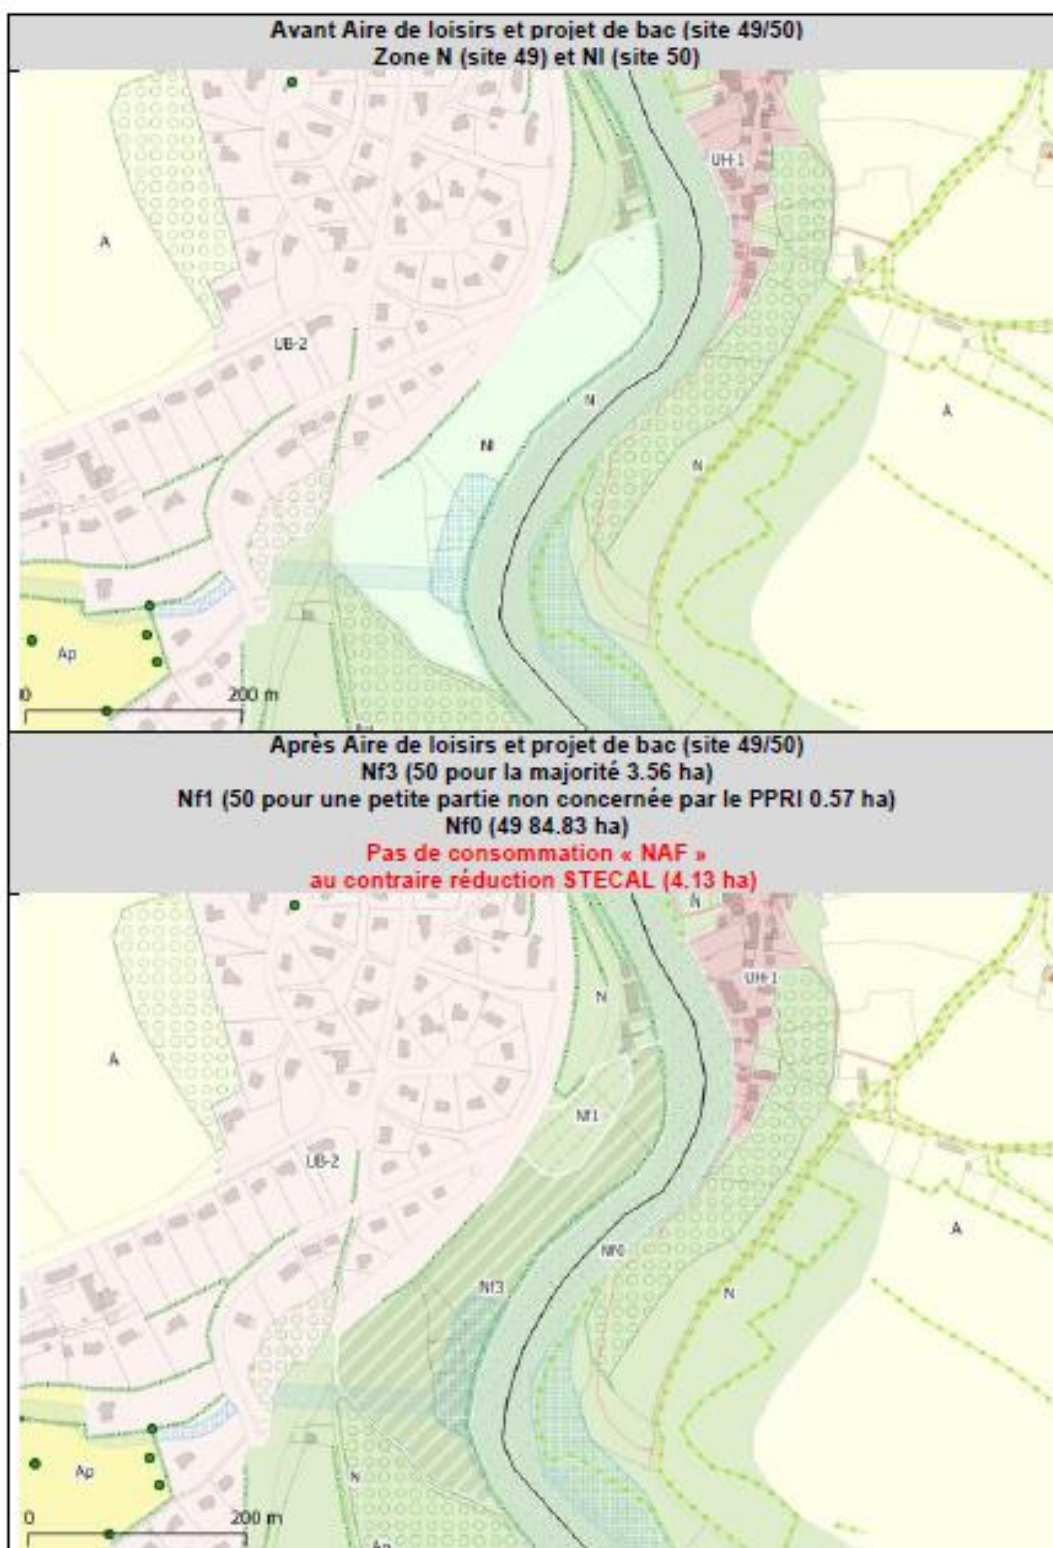 Avant Aire de loisirs et projet de bac (site 49/50)
Zone N (site 49) et Nl (site 50)
UH-1
A
UB-2
N
A
Nl
N
Ap
0
200 m
Après Aire de loisirs et projet de bac (site 49/50)
Nf3 (50 pour la majorité 3.56 ha)
Nf1 (50 pour une petite partie non concernée par le PPRI 0.57 ha)
Nf0 (49 84.83 ha)
Pas de consommation « NAF »
au contraire réduction STECAL (4.13 ha)
N
UH-1
N
A
Nf1
UB-2
A
Nf0
Nf3
N
Ap
N
0
200 m
Ap